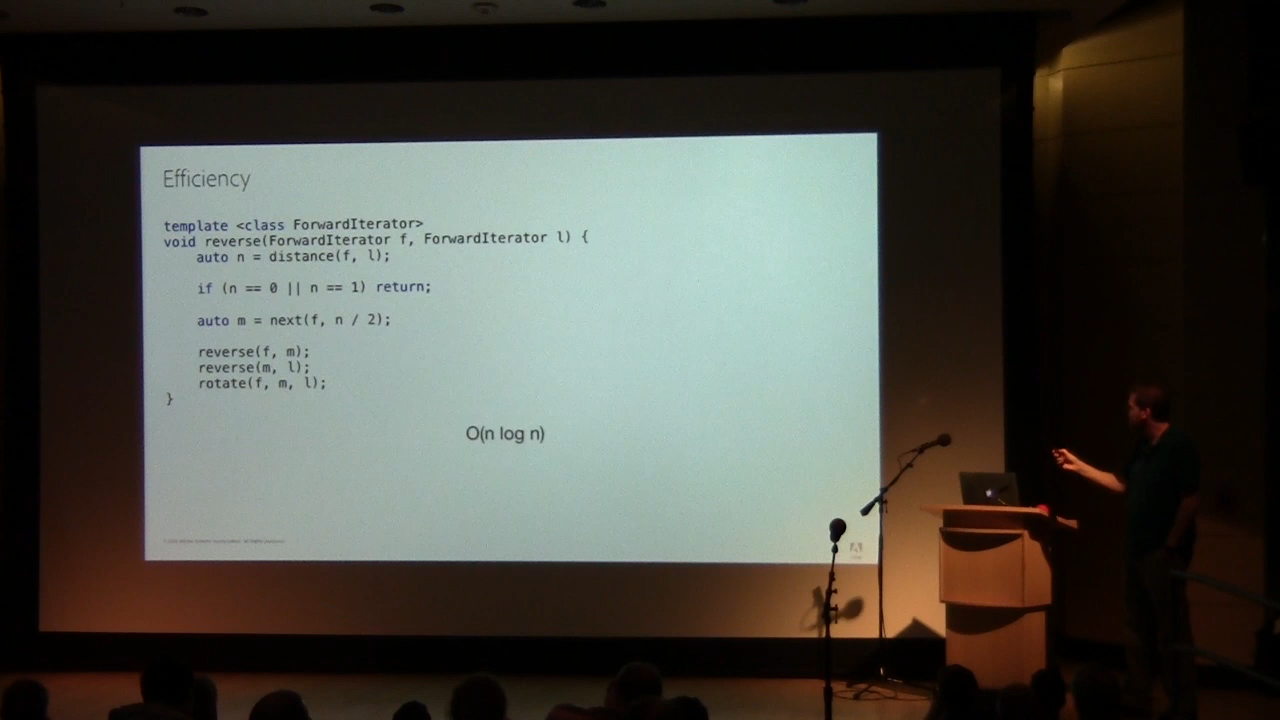 Efficiency
template <class ForwardIterator>
void reverse(ForwardIterator f, ForwardIterator l) {
    auto n = distance(f, l);
    if (n == 0 || n == 1) return;
    auto m = next(f, n / 2);
    reverse(f, m);
    reverse(m, l);
    rotate(f, m, l);
}
O(n log n)